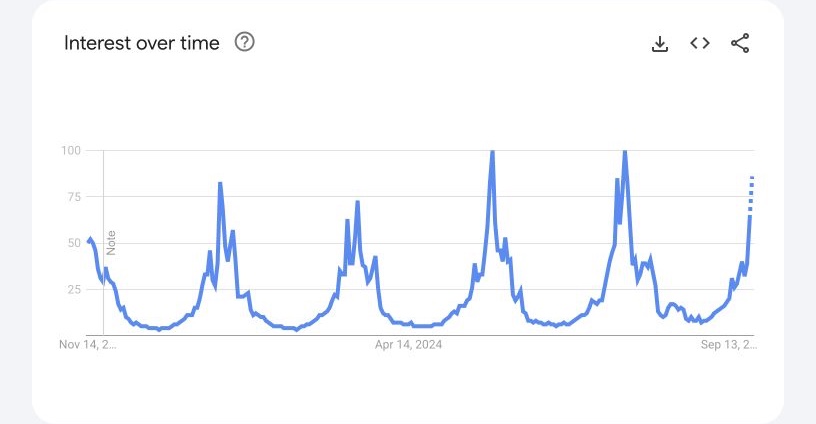 Interest over time
100
75
50
25
Note
Nov 14, 2...
Apr 14, 2024
Sep 13, 2...